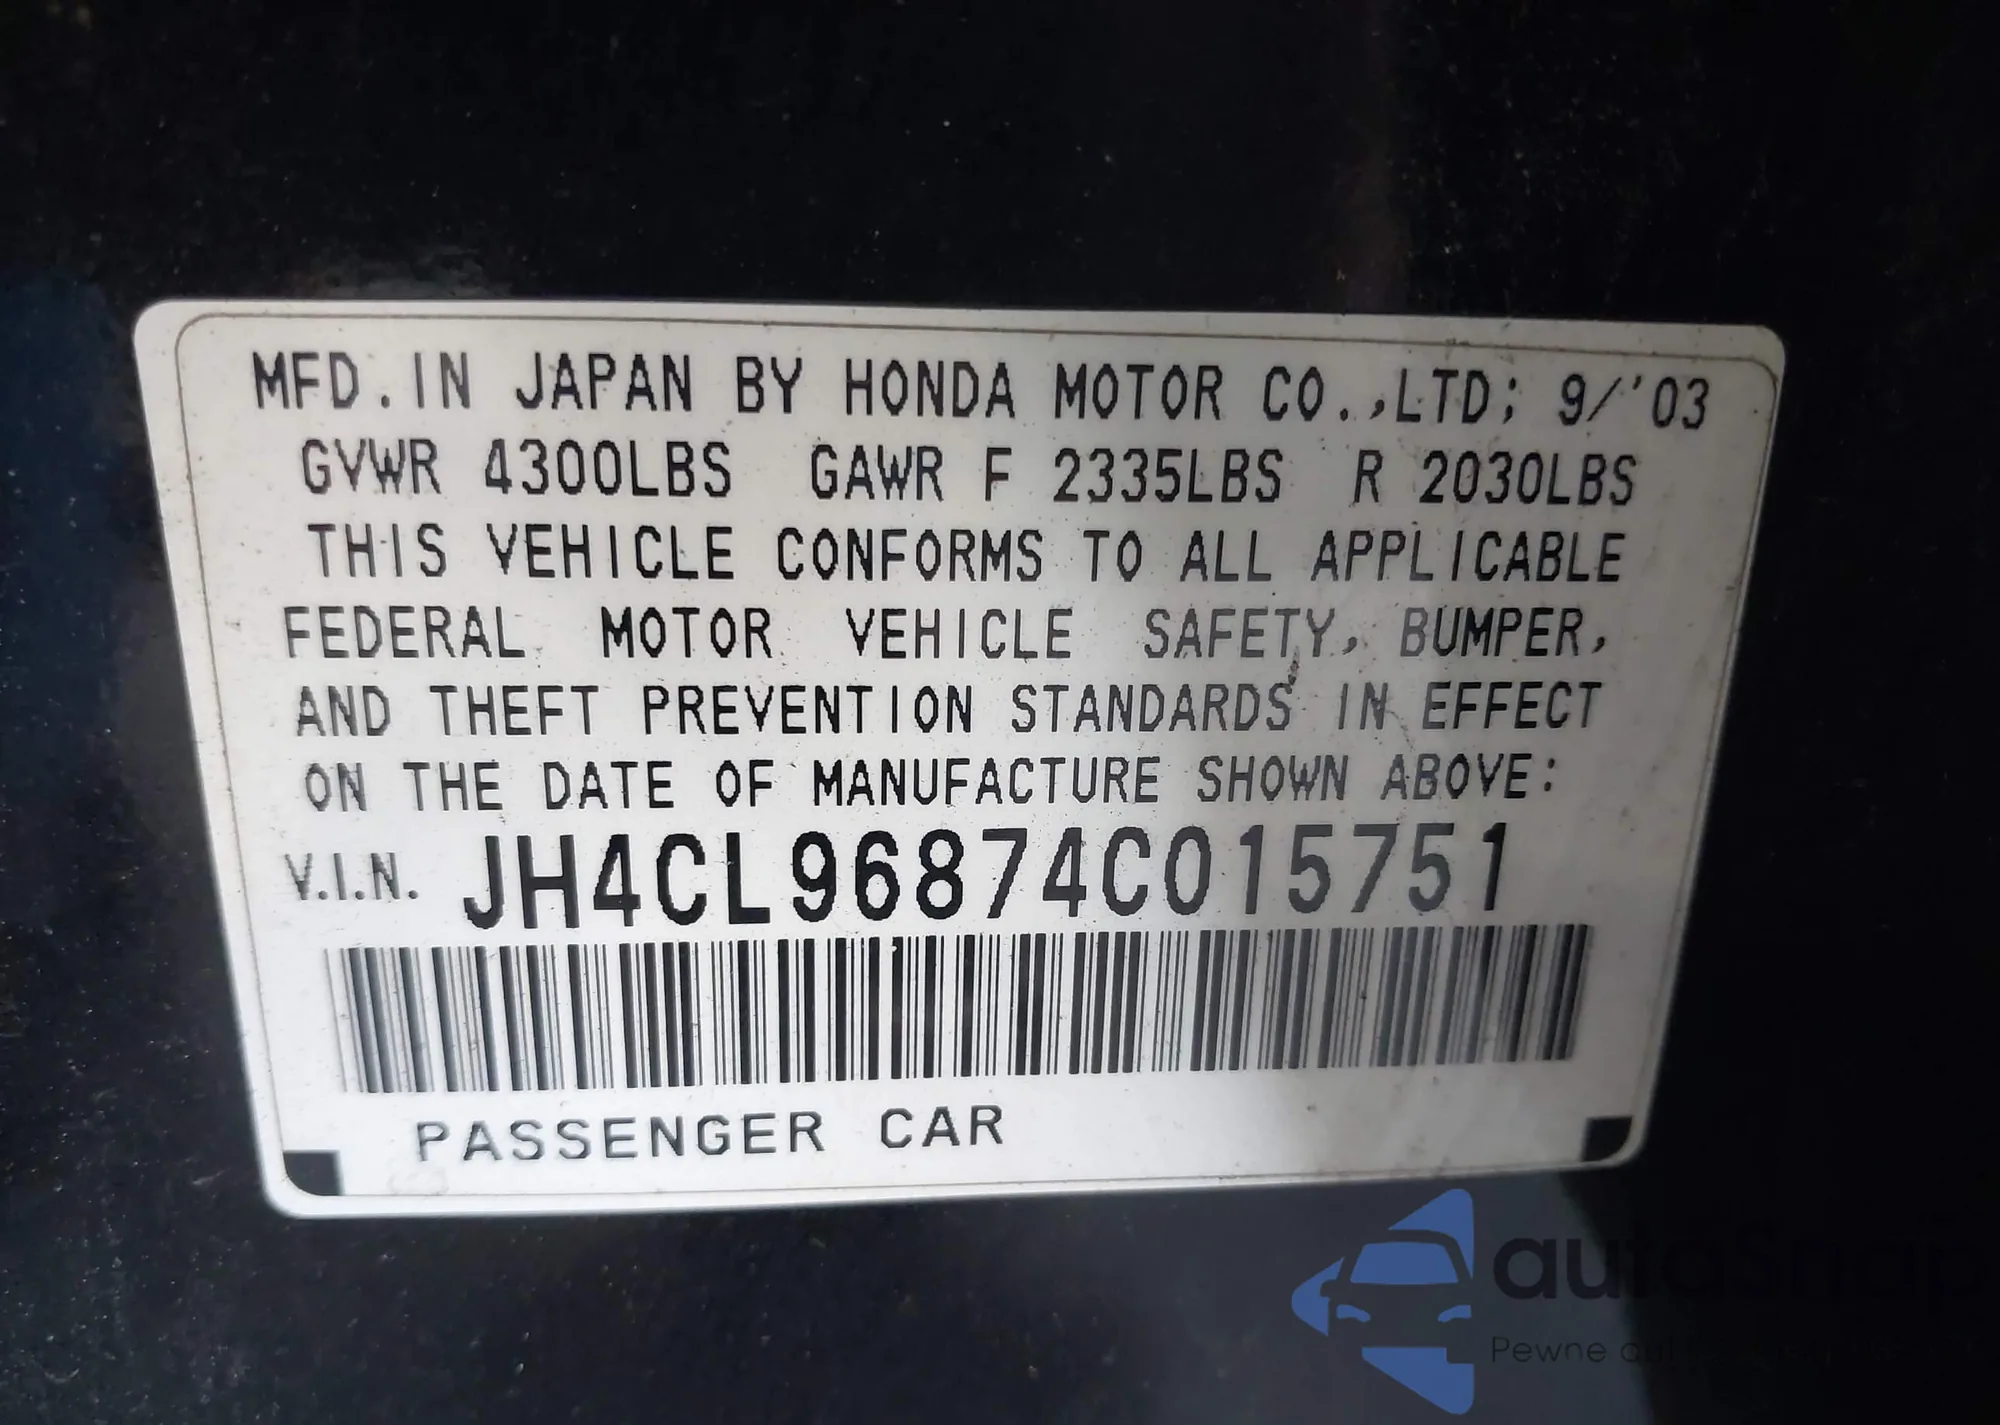 MFD. IN JAPAN BY HONDA MOTOR CO.,LTD; 9/'03
GVWR 4300LBS GAWR F 2335LBS R 2030LBS
THIS VEHICLE CONFORMS TO ALL APPLICABLE
FEDERAL MOTOR VEHICLE SAFETY, BUMPER,
AND THEFT PREVENTION STANDARDS IN EFFECT
ON THE DATE OF MANUFACTURE SHOWN ABOVE:
V.I.N. JH4CL96874C015751
PASSENGER CAR
autoSnap
Pewne